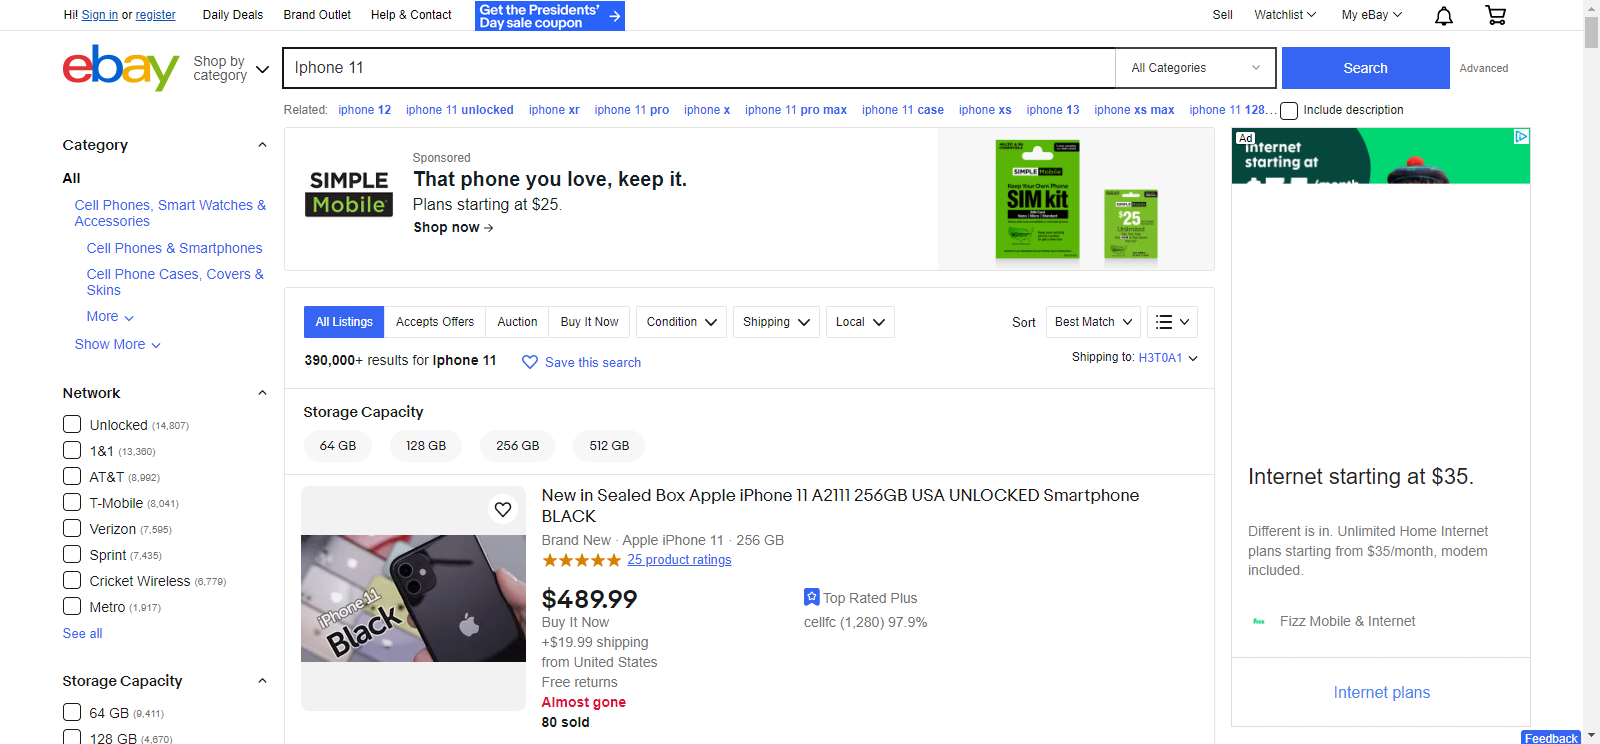 Hi! Sign in or register
Daily Deals
Brand Outlet
Help & Contact
Get the Presidents'
Day sale coupon
Sell
Watchlist
My eBay
ebay
Shop by
category
Iphone 11
All Categories
Search
Advanced
Related: iphone 12 iphone 11 unlocked iphone xr iphone 11 pro iphone x iphone 11 pro max iphone 11 case iphone xs iphone 13 iphone xs max iphone 11 128...
Include description
Category
All
Cell Phones, Smart Watches &
Accessories
Cell Phones & Smartphones
Cell Phone Cases, Covers &
Skins
More
Show More
Network
Unlocked (14,807)
1&1 (13,360)
AT&T (8,992)
T-Mobile (8,041)
Verizon (7,595)
Sprint (7,435)
Cricket Wireless (6,779)
Metro (1,917)
See all
Storage Capacity
64 GB (9,411)
128 GB (4,670)
SIMPLE
Mobile
Sponsored
That phone you love, keep it.
Plans starting at $25.
Shop now
SIMPLE Mobile
Keep Your Own Phone
SIM kit
$25
Unlimited
All Listings
Accepts Offers
Auction
Buy It Now
Condition
Shipping
Local
Sort
Best Match
390,000+ results for Iphone 11
Save this search
Shipping to: H3T0A1
Storage Capacity
64 GB
128 GB
256 GB
512 GB
iPhone 11
Black
New in Sealed Box Apple iPhone 11 A2111 256GB USA UNLOCKED Smartphone
BLACK
Brand New · Apple iPhone 11 · 256 GB
25 product ratings
$489.99
Buy It Now
+$19.99 shipping
from United States
Free returns
Almost gone
80 sold
Top Rated Plus
cellfc (1,280) 97.9%
Ad
Internet
starting at
Internet starting at $35.
Different is in. Unlimited Home Internet
plans starting from $35/month, modem
included.
Fizz Mobile & Internet
Internet plans
Feedback